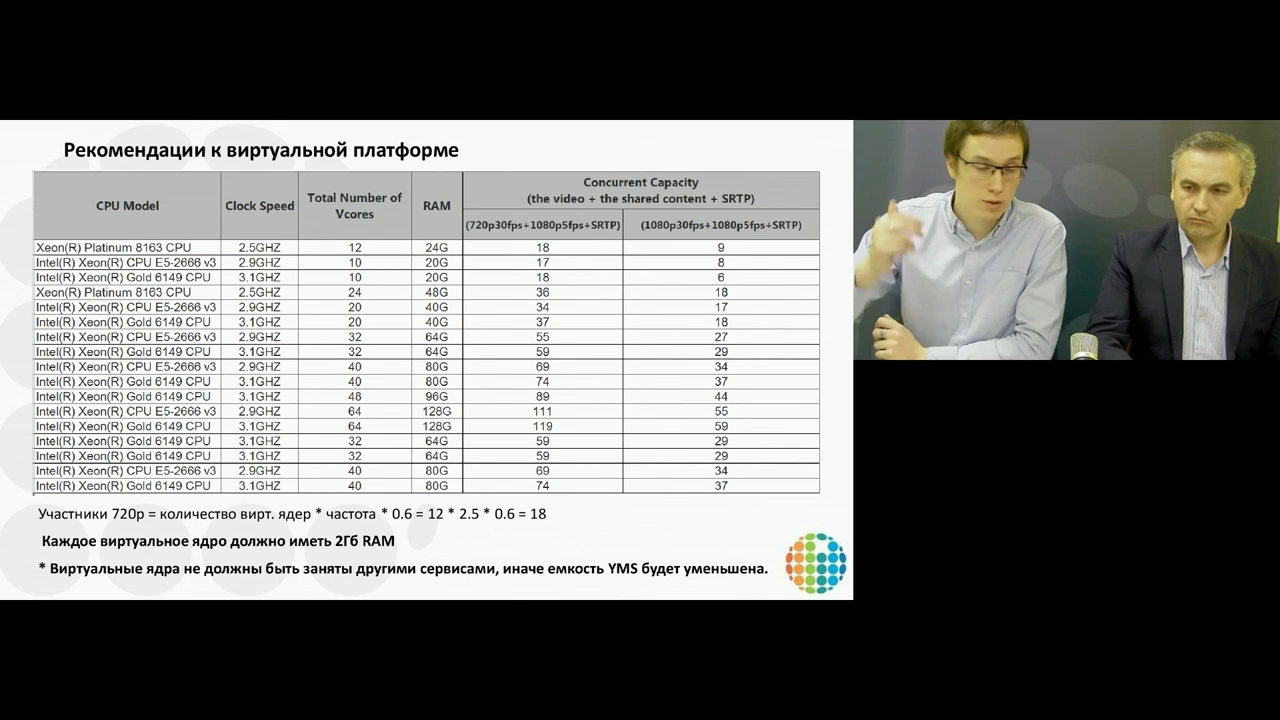 Рекомендации к виртуальной платформе
CPU Model Clock Speed Total Number of Vcores RAM Concurrent Capacity (the video + the shared content + SRTP)
(720p30fps+1080p5fps+SRTP) (1080p30fps+1080p5fps+SRTP)
Xeon(R) Platinum 8163 CPU 2.5GHZ 12 24G 18 9
Intel(R) Xeon(R) CPU E5-2666 v3 2.9GHZ 10 20G 17 8
Intel(R) Xeon(R) Gold 6149 CPU 3.1GHZ 10 20G 18 6
Xeon(R) Platinum 8163 CPU 2.5GHZ 24 48G 36 18
Intel(R) Xeon(R) CPU E5-2666 v3 2.9GHZ 20 40G 34 17
Intel(R) Xeon(R) Gold 6149 CPU 3.1GHZ 20 40G 37 18
Intel(R) Xeon(R) CPU E5-2666 v3 2.9GHZ 32 64G 55 27
Intel(R) Xeon(R) Gold 6149 CPU 3.1GHZ 32 64G 59 29
Intel(R) Xeon(R) CPU E5-2666 v3 2.9GHZ 40 80G 69 34
Intel(R) Xeon(R) Gold 6149 CPU 3.1GHZ 40 80G 74 37
Intel(R) Xeon(R) Gold 6149 CPU 3.1GHZ 48 96G 89 44
Intel(R) Xeon(R) CPU E5-2666 v3 2.9GHZ 64 128G 111 55
Intel(R) Xeon(R) Gold 6149 CPU 3.1GHZ 64 128G 119 59
Intel(R) Xeon(R) Gold 6149 CPU 3.1GHZ 32 64G 59 29
Intel(R) Xeon(R) Gold 6149 CPU 3.1GHZ 32 64G 59 29
Intel(R) Xeon(R) CPU E5-2666 v3 2.9GHZ 40 80G 69 34
Intel(R) Xeon(R) Gold 6149 CPU 3.1GHZ 40 80G 74 37
Участники 720p = количество вирт. ядер * частота * 0.6 = 12 * 2.5 * 0.6 = 18
Каждое виртуальное ядро должно иметь 2Гб RAM
* Виртуальные ядра не должны быть заняты другими сервисами, иначе емкость YMS будет уменьшена.